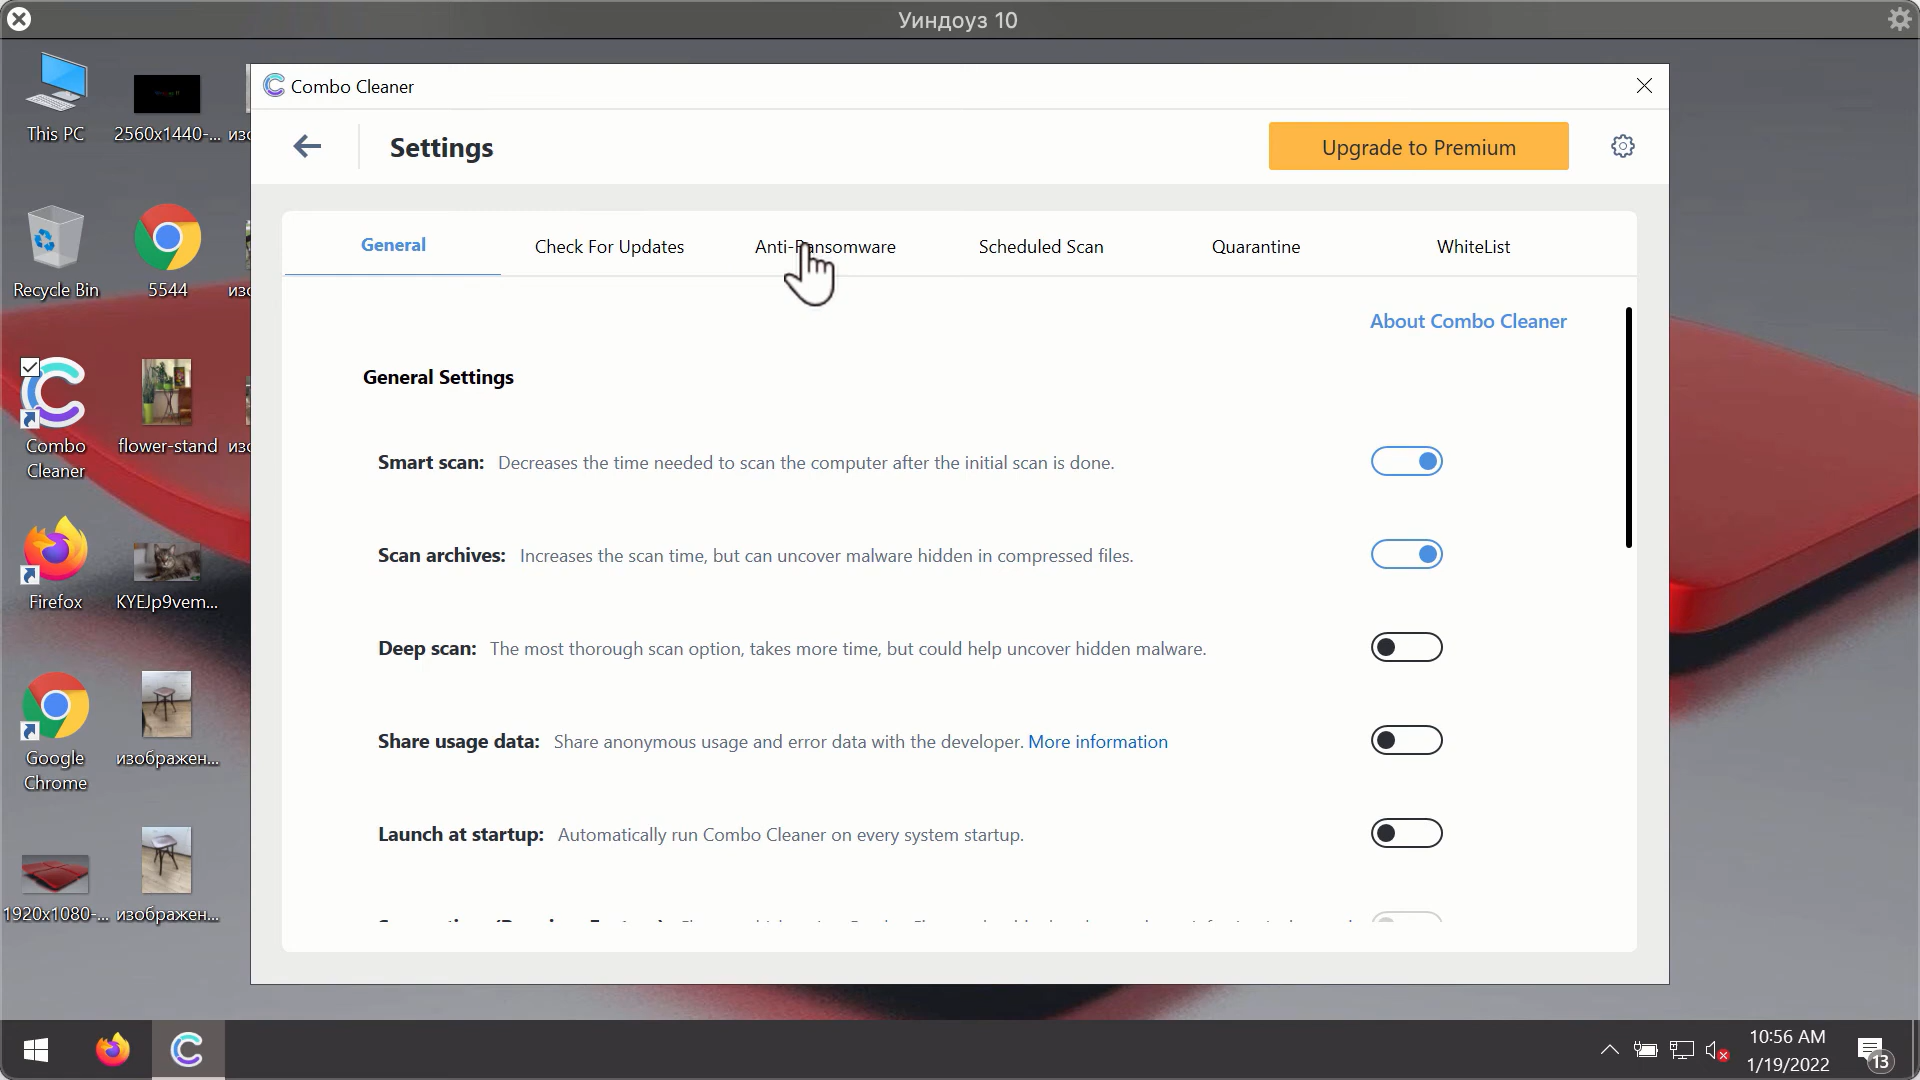 Уиндоуз 10
This PC
2560x1440-...
Combo Cleaner
Settings
Upgrade to Premium
General
Check For Updates
Anti-Ransomware
Scheduled Scan
Quarantine
WhiteList
Recycle Bin
5544
About Combo Cleaner
General Settings
Combo
Cleaner
flower-stand
Smart scan: Decreases the time needed to scan the computer after the initial scan is done.
Scan archives: Increases the scan time, but can uncover malware hidden in compressed files.
Firefox
KYEJp9vem...
Deep scan: The most thorough scan option, takes more time, but could help uncover hidden malware.
Share usage data: Share anonymous usage and error data with the developer. More information
Google
Chrome
изображен...
Launch at startup: Automatically run Combo Cleaner on every system startup.
1920x1080-...
изображен...
10:56 AM
1/19/2022
13